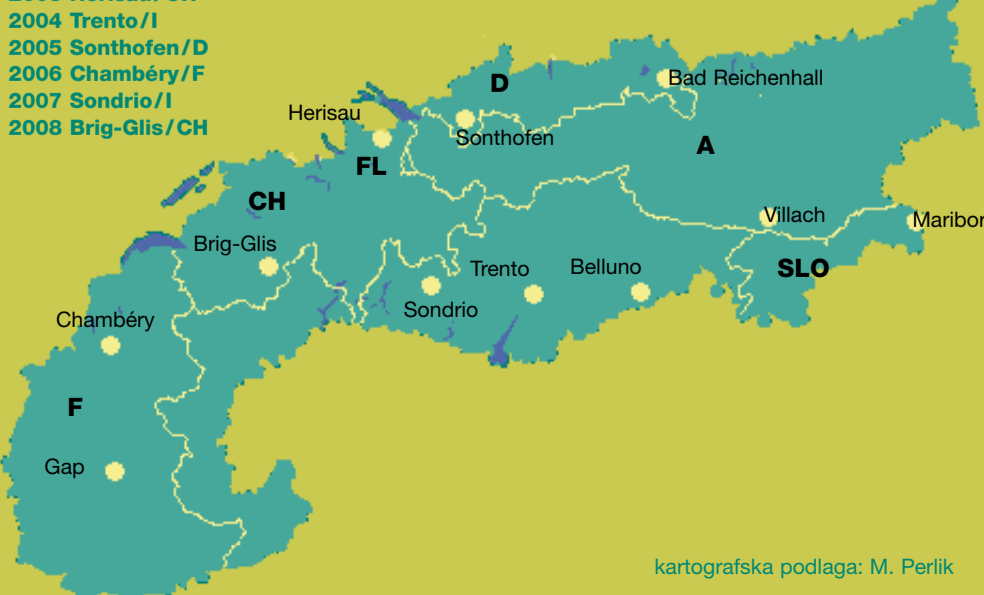 2004 Trento/I
2005 Sonthofen/D
2006 Chambéry/F
2007 Sondrio/I
2008 Brig-Glis/CH
D
Bad Reichenhall
Herisau
Sonthofen
A
FL
CH
Villach
Maribor
Brig-Glis
Trento
Belluno
SLO
Sondrio
Chambéry
F
Gap
kartografska podlaga: M. Perlik